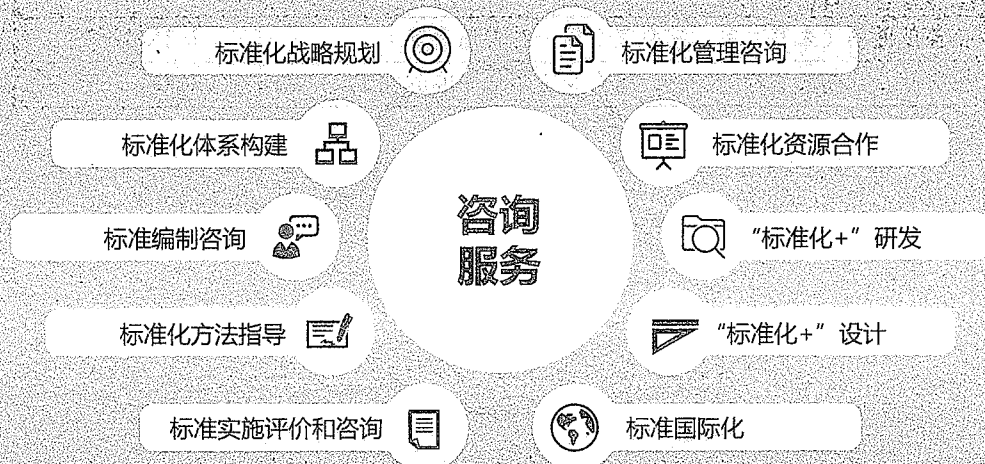 标准化战略规划
标准化管理咨询
标准化体系构建
标准化资源合作
咨询
服务
标准编制咨询
“标准化+”研发
标准化方法指导
“标准化+”设计
标准实施评价和咨询
标准国际化